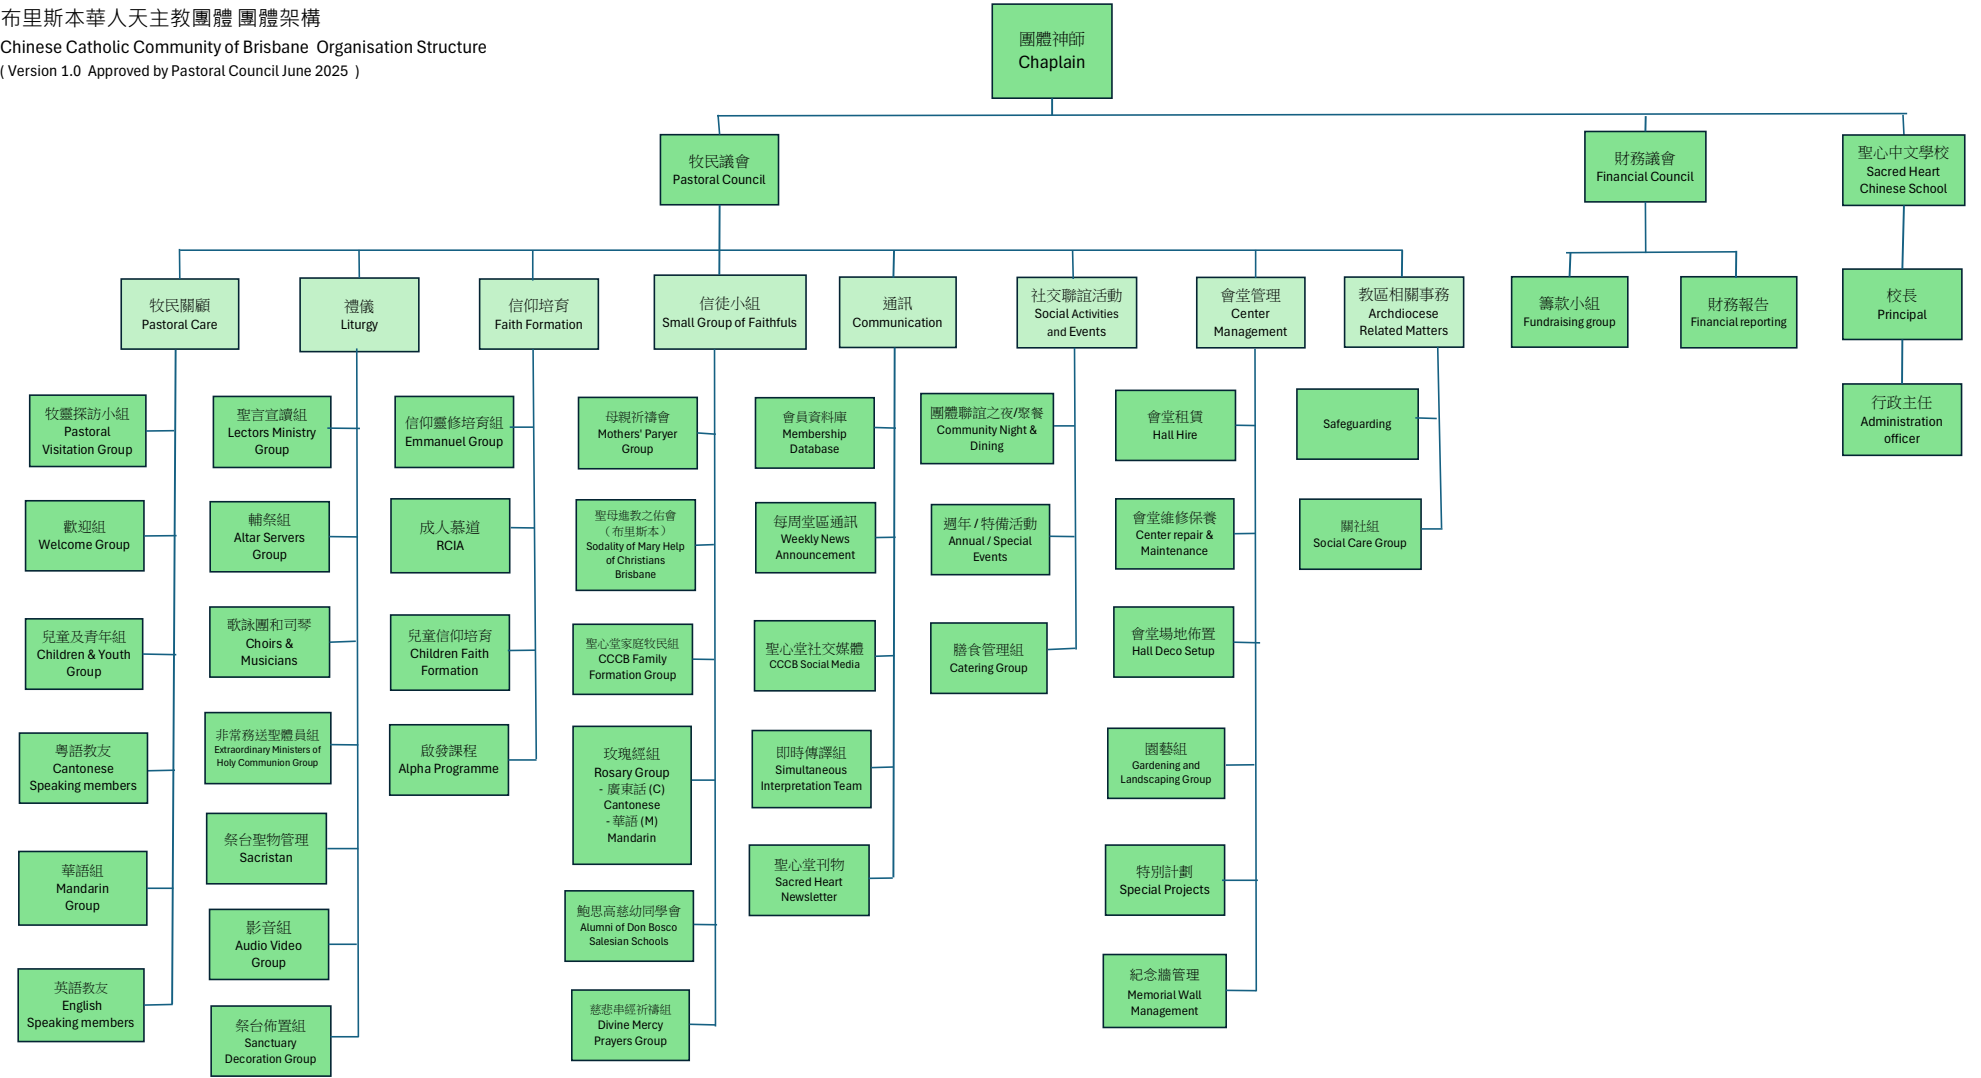 布里斯本華人天主教團體 團體架構
Chinese Catholic Community of Brisbane Organisation Structure
( Version 1.0 Approved by Pastoral Council June 2025 )
團體神師
Chaplain
牧民議會
Pastoral Council
財務議會
Financial Council
聖心中文學校
Sacred Heart
Chinese School
牧民關顧
Pastoral Care
禮儀
Liturgy
信仰培育
Faith Formation
信徒小組
Small Group of Faithfuls
通訊
Communication
社交聯誼活動
Social Activities
and Events
會堂管理
Center
Management
教區相關事務
Archdiocese
Related Matters
籌款小組
Fundraising group
財務報告
Financial reporting
校長
Principal
行政主任
Administration
officer
牧靈探訪小組
Pastoral
Visitation Group
歡迎組
Welcome Group
兒童及青年組
Children & Youth
Group
粵語教友
Cantonese
Speaking members
華語組
Mandarin
Group
英語教友
English
Speaking members
聖言宣讀組
Lectors Ministry
Group
輔祭組
Altar Servers
Group
歌詠團和司琴
Choirs &
Musicians
非常務送聖體員組
Extraordinary Ministers of
Holy Communion Group
祭台聖物管理
Sacristan
影音組
Audio Video
Group
祭台佈置組
Sanctuary
Decoration Group
信仰靈修培育組
Emmanuel Group
成人慕道
RCIA
兒童信仰培育
Children Faith
Formation
啟發課程
Alpha Programme
母親祈禱會
Mothers' Paryer
Group
聖母進教之佑會
（布里斯本）
Sodality of Mary Help
of Christians
Brisbane
聖心堂家庭牧民組
CCCB Family
Formation Group
玫瑰經組
Rosary Group
- 廣東話 (C)
Cantonese
- 華語 (M)
Mandarin
鮑思高慈幼同學會
Alumni of Don Bosco
Salesian Schools
慈悲串經祈禱組
Divine Mercy
Prayers Group
會員資料庫
Membership
Database
每周堂區通訊
Weekly News
Announcement
聖心堂社交媒體
CCCB Social Media
即時傳譯組
Simultaneous
Interpretation Team
聖心堂刊物
Sacred Heart
Newsletter
團體聯誼之夜/聚餐
Community Night &
Dining
週年 / 特備活動
Annual / Special
Events
膳食管理組
Catering Group
會堂租賃
Hall Hire
會堂維修保養
Center repair &
Maintenance
會堂場地佈置
Hall Deco Setup
園藝組
Gardening and
Landscaping Group
特別計劃
Special Projects
紀念牆管理
Memorial Wall
Management
Safeguarding
關社組
Social Care Group